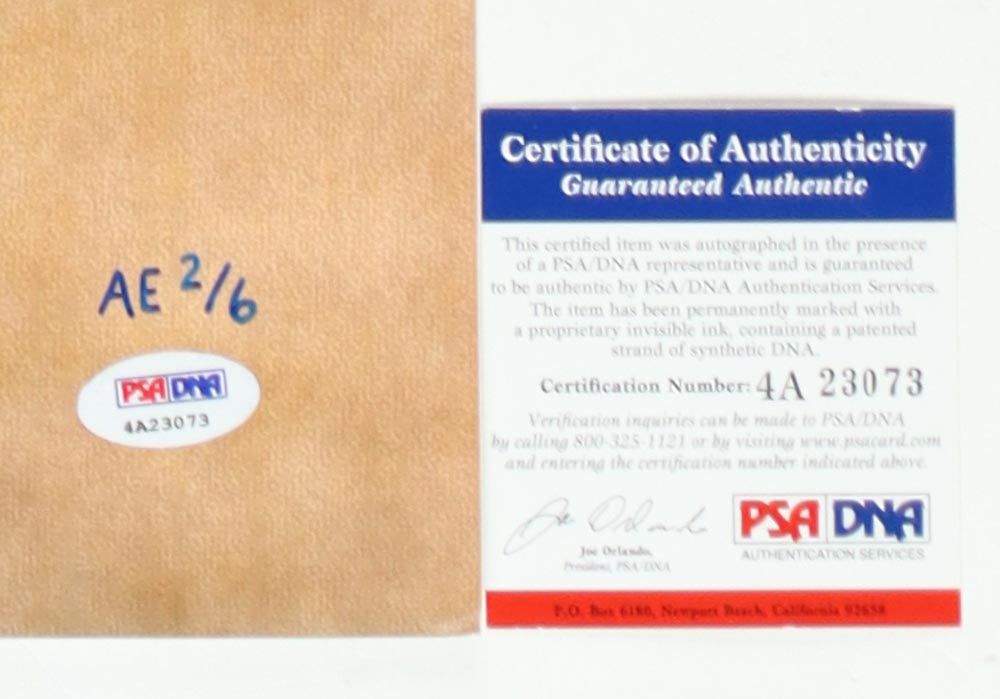 AE 2/6
PSA DNA
4A23073
Certificate of Authenticity
Guaranteed Authentic
This certified item was autographed in the presence
of a PSA/DNA representative and is guaranteed
to be authentic by PSA/DNA Authentication Services.
The item has been permanently marked with
a proprietary invisible ink, containing a patented
strand of synthetic DNA.
Certification Number: 4A 23073
Verification inquiries can be made to PSA/DNA
by calling 800-325-1121 or by visiting www.psacard.com
and entering the certification number indicated above.
Joe Orlando
Joe Orlando,
President, PSA/DNA
PSA DNA
AUTHENTICATION SERVICES
P.O. Box 6180, Newport Beach, California 92658